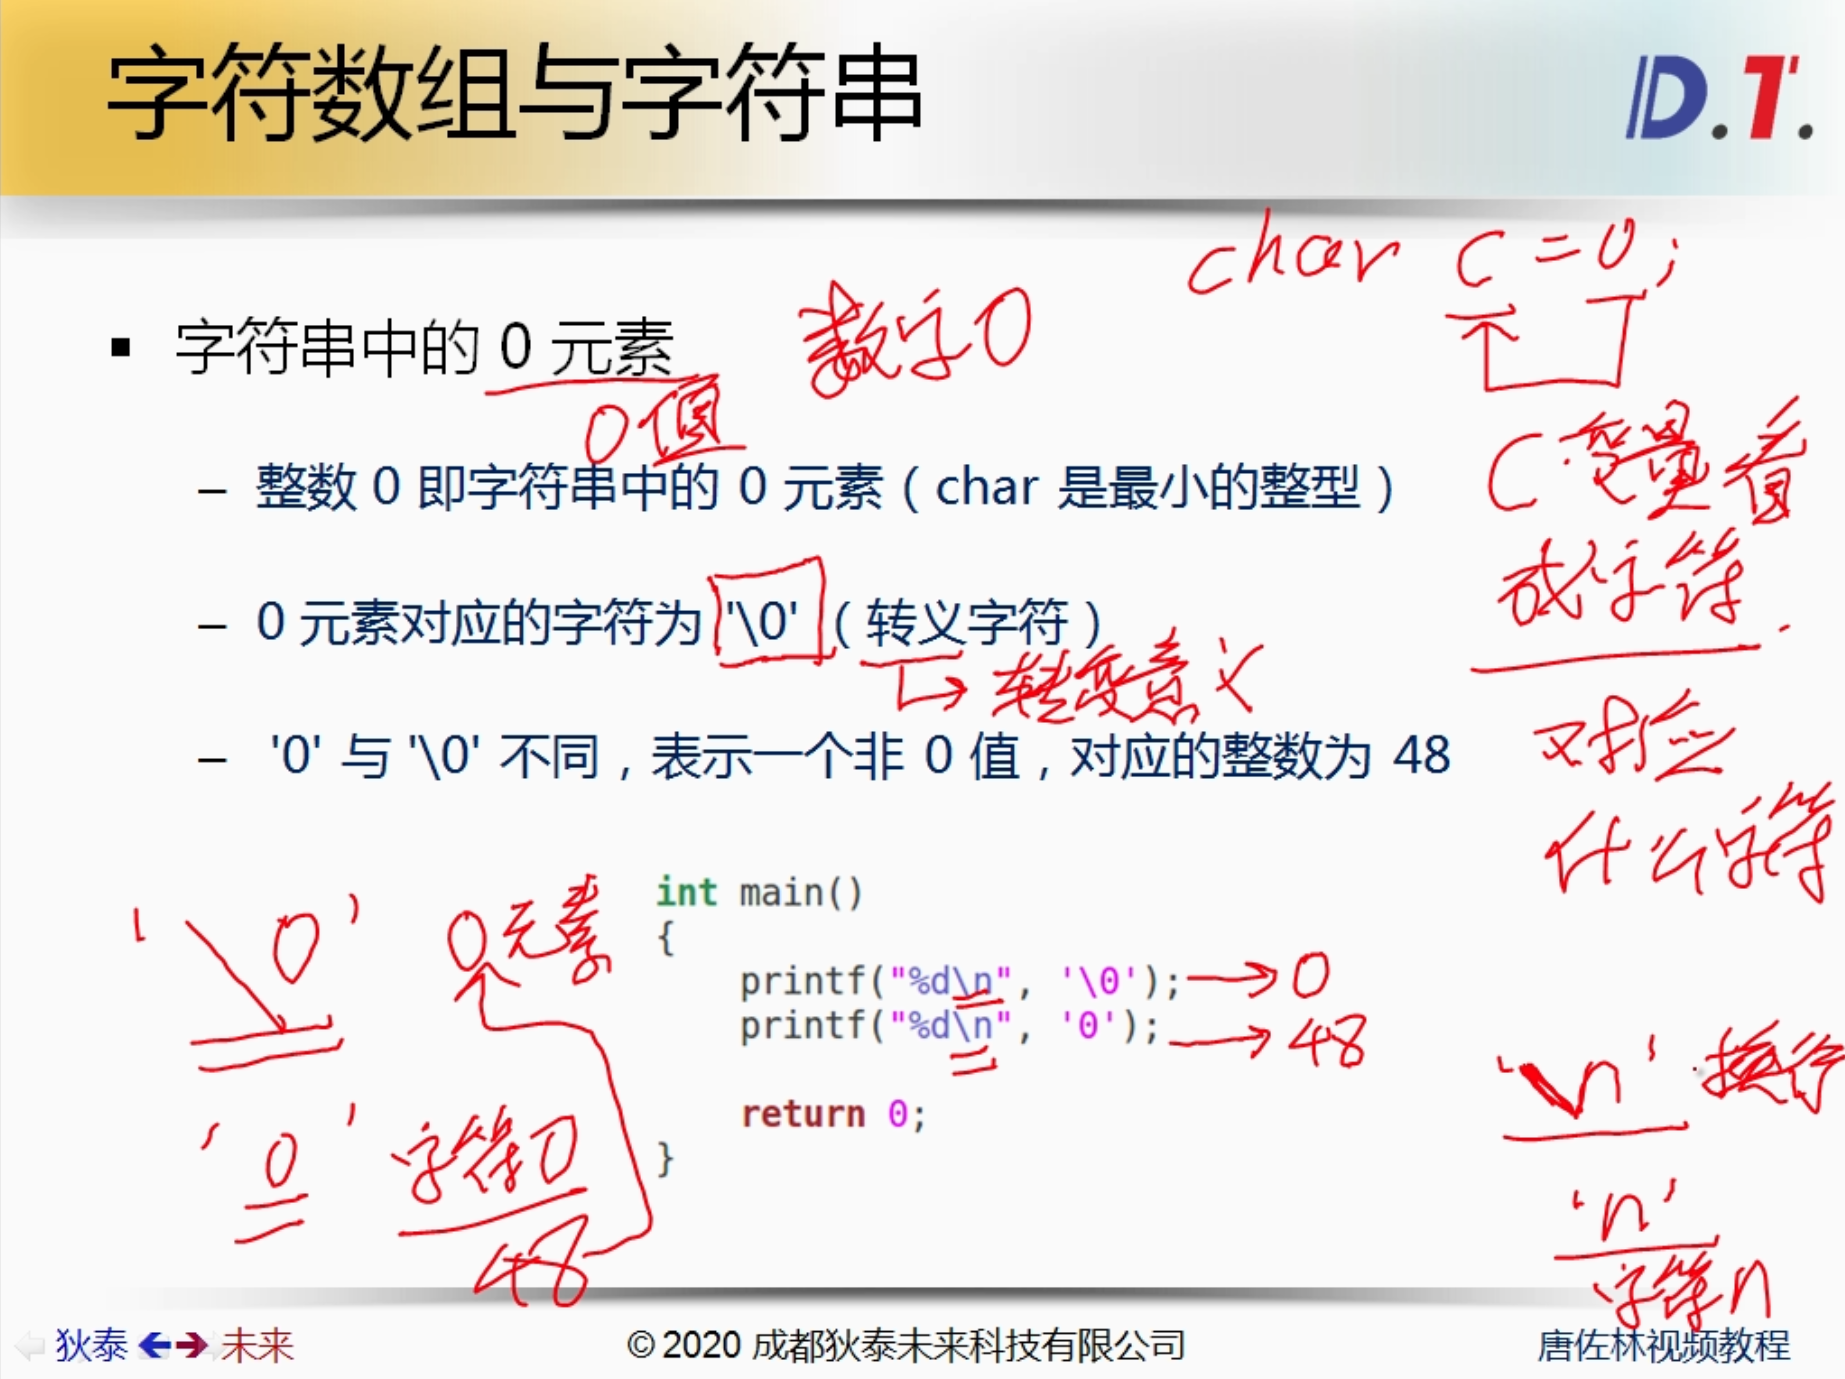 字符数组与字符串
D.T.
char c = 0;
▪ 字符串中的 0 元素
数字0
0值
– 整数 0 即字符串中的 0 元素（char 是最小的整型）
C变量看
成字符.
– 0 元素对应的字符为 '\0'（转义字符）
转变意义
对应
– '0' 与 '\0' 不同，表示一个非 0 值，对应的整数为 48
什么字符
'\0' 0元素
int main()
{
printf("%d\n", '\0'); → 0
printf("%d\n", '0'); → 48
'\n' 换行
return 0;
}
'0' 字符0
48
'n'
字符n
狄泰 未来
© 2020 成都狄泰未来科技有限公司
唐佐林视频教程